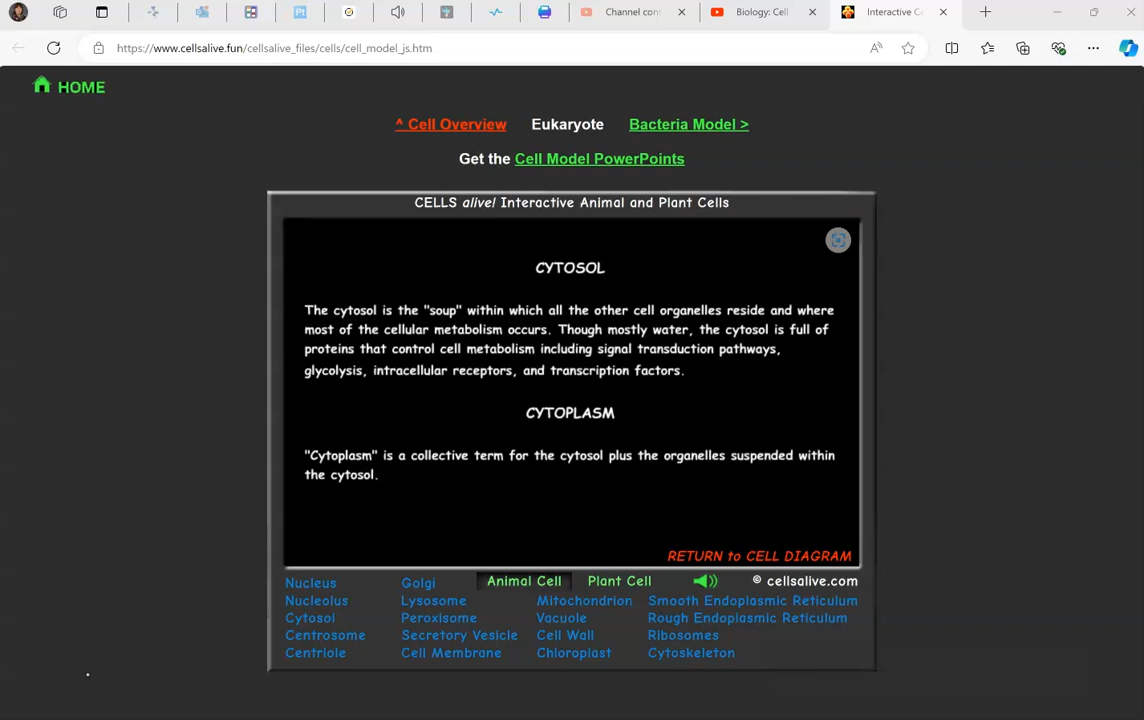 Channel con
Biology: Cell
Interactive C
https://www.cellsalive.fun/cellsalive_files/cells/cell_model_js.htm
HOME
^ Cell Overview Eukaryote Bacteria Model >
Get the Cell Model PowerPoints
CELLS alive! Interactive Animal and Plant Cells
CYTOSOL
The cytosol is the "soup" within which all the other cell organelles reside and where
most of the cellular metabolism occurs. Though mostly water, the cytosol is full of
proteins that control cell metabolism including signal transduction pathways,
glycolysis, intracellular receptors, and transcription factors.
CYTOPLASM
"Cytoplasm" is a collective term for the cytosol plus the organelles suspended within
the cytosol.
RETURN to CELL DIAGRAM
Animal Cell Plant Cell © cellsalive.com
Nucleus Golgi
Nucleolus Lysosome Mitochondrion Smooth Endoplasmic Reticulum
Cytosol Peroxisome Vacuole Rough Endoplasmic Reticulum
Centrosome Secretory Vesicle Cell Wall Ribosomes
Centriole Cell Membrane Chloroplast Cytoskeleton